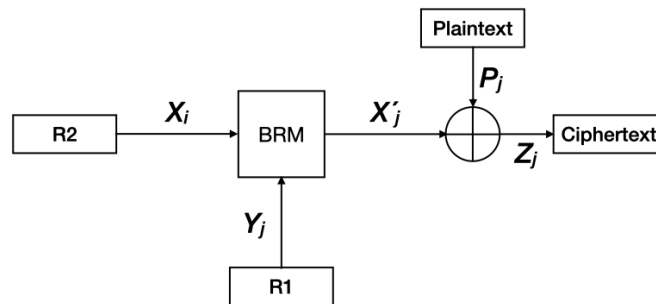 Plaintext
Pj
R2
Xi
BRM
X´j
Zj
Ciphertext
Yj
R1